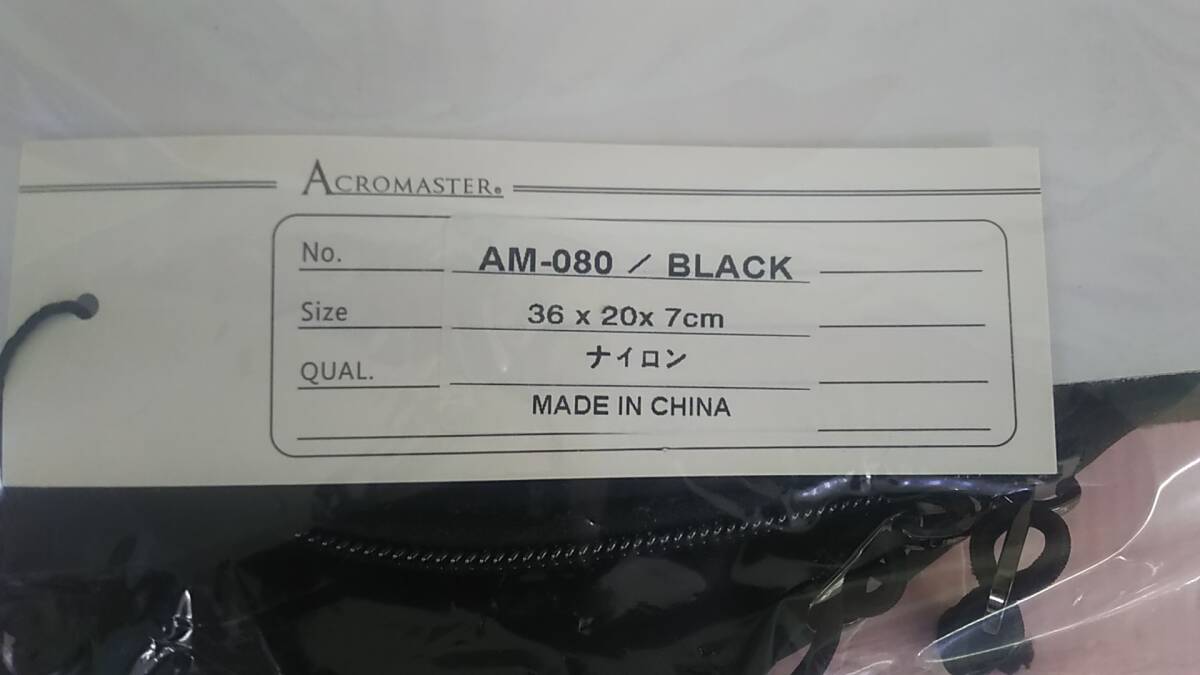 ACROMASTER®
No. AM-080 / BLACK
Size 36 x 20x 7cm
QUAL. ナイロン
MADE IN CHINA